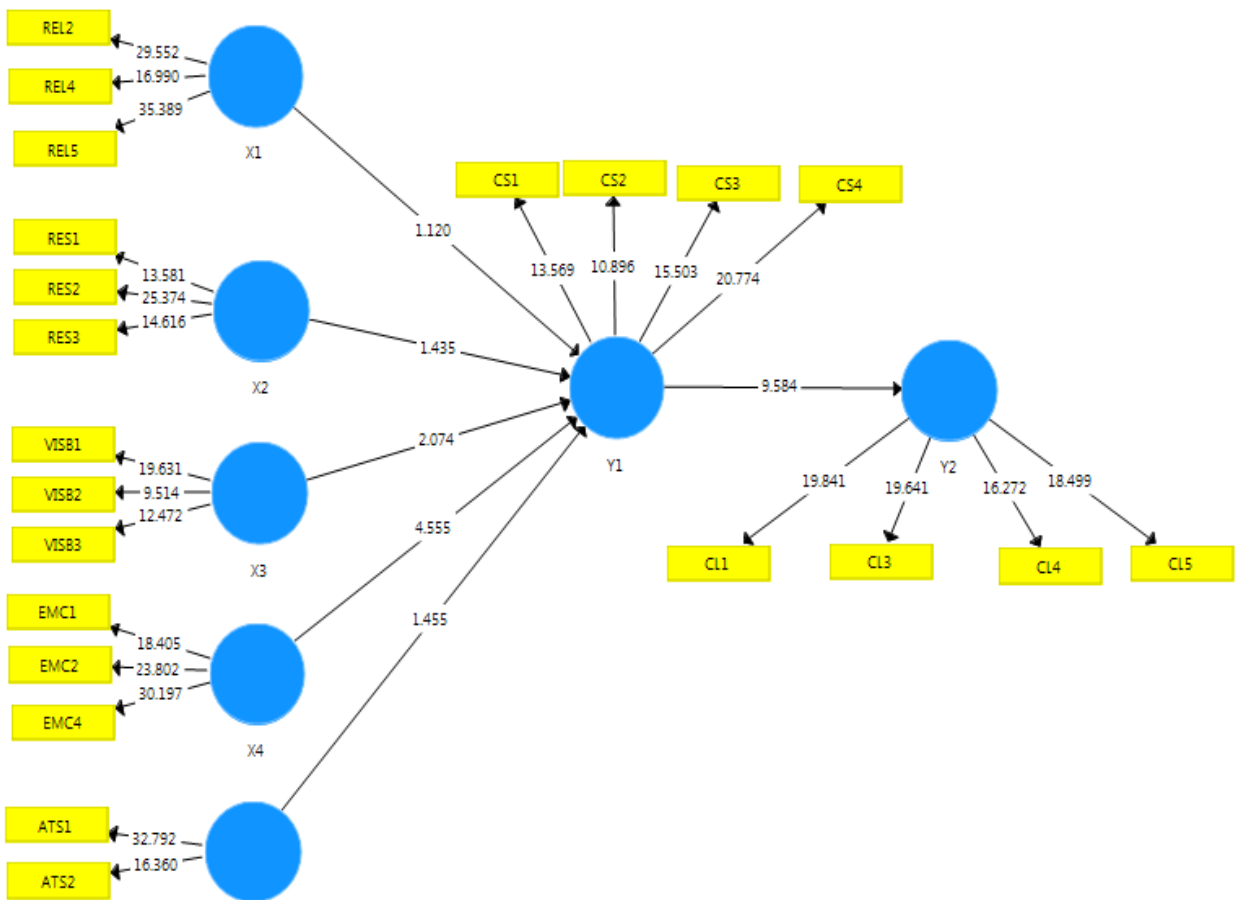 REL2
29.552
REL4
16.990
35.389
REL5
X1
1.120
CS1
CS2
CS3
CS4
13.569
10.896
15.503
20.774
RES1
13.581
RES2
25.374
RES3
14.616
X2
1.435
Y1
9.584
Y2
VISB1
19.631
VISB2
9.514
12.472
VISB3
X3
2.074
19.841
19.641
16.272
18.499
CL1
CL3
CL4
CL5
EMC1
18.405
EMC2
23.802
30.197
EMC4
X4
4.555
1.455
ATS1
32.792
16.360
ATS2